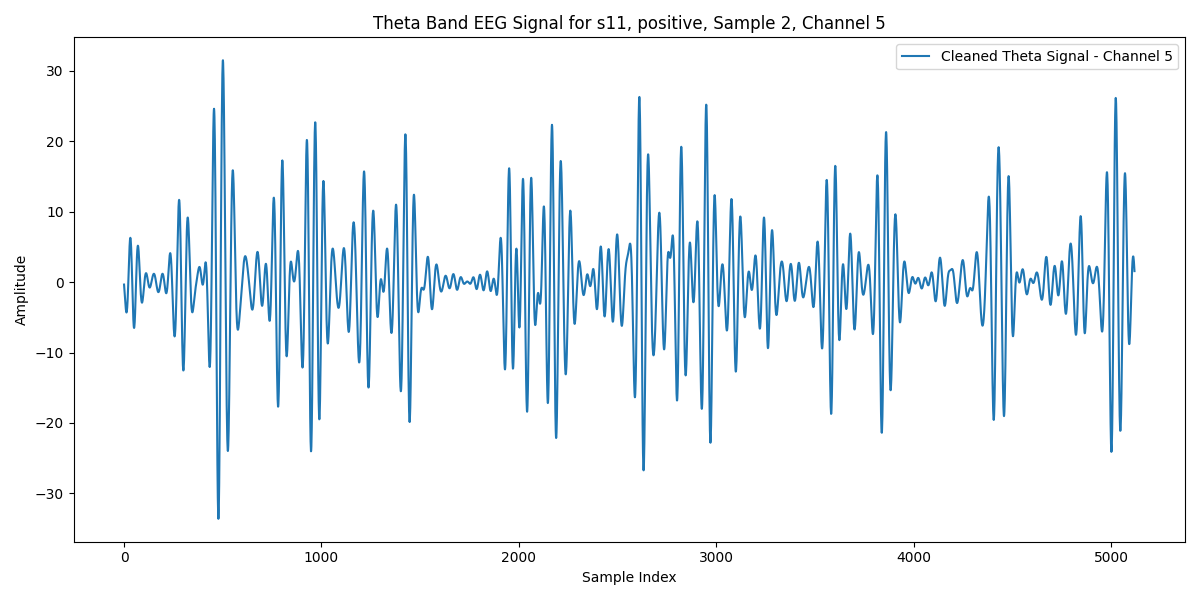 Theta Band EEG Signal for s11, positive, Sample 2, Channel 5
Cleaned Theta Signal - Channel 5
Amplitude
30
20
10
0
−10
−20
−30
0 1000 2000 3000 4000 5000
Sample Index